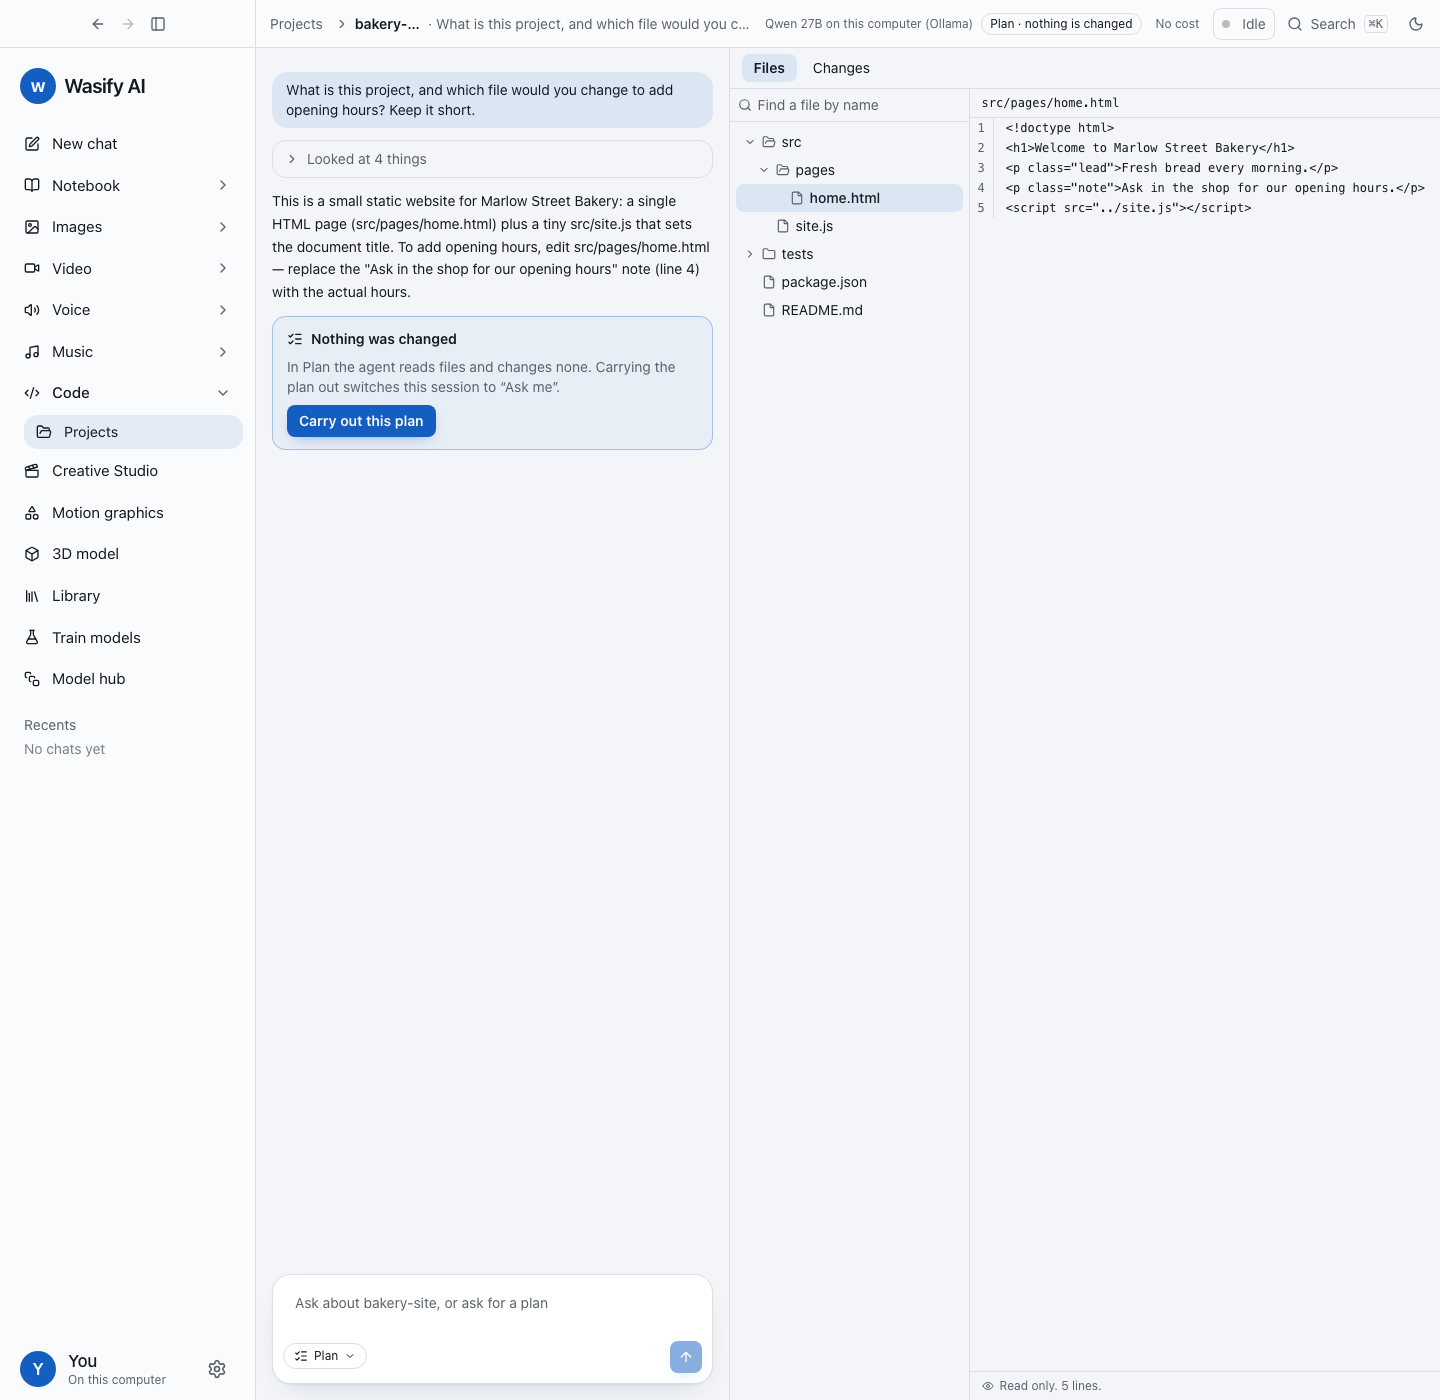 Projects
bakery-...
· What is this project, and which file would you c...
Qwen 27B on this computer (Ollama)
Plan · nothing is changed
No cost
Idle
Search
⌘K
W
Wasify AI
New chat
Notebook
Images
Video
Voice
Music
Code
Projects
Creative Studio
Motion graphics
3D model
Library
Train models
Model hub
Recents
No chats yet
Y
You
On this computer
What is this project, and which file would you change to add
opening hours? Keep it short.
Looked at 4 things
This is a small static website for Marlow Street Bakery: a single
HTML page (src/pages/home.html) plus a tiny src/site.js that sets
the document title. To add opening hours, edit src/pages/home.html
— replace the "Ask in the shop for our opening hours" note (line 4)
with the actual hours.
Nothing was changed
In Plan the agent reads files and changes none. Carrying the
plan out switches this session to “Ask me”.
Carry out this plan
Ask about bakery-site, or ask for a plan
Plan
Files
Changes
Find a file by name
src
pages
home.html
site.js
tests
package.json
README.md
src/pages/home.html
1 <!doctype html>
2 <h1>Welcome to Marlow Street Bakery</h1>
3 <p class="lead">Fresh bread every morning.</p>
4 <p class="note">Ask in the shop for our opening hours.</p>
5 <script src="../site.js"></script>
Read only. 5 lines.